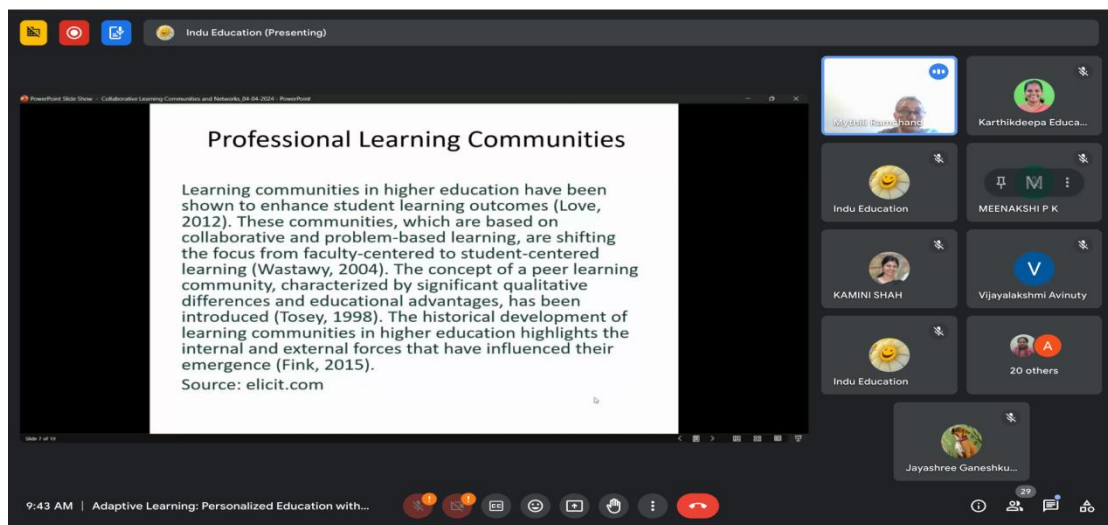 Indu Education (Presenting)
PowerPoint Slide Show - Collaborative Learning Communities and Networks_04-04-2024 - PowerPoint
Professional Learning Communities
Learning communities in higher education have been
shown to enhance student learning outcomes (Love,
2012). These communities, which are based on
collaborative and problem-based learning, are shifting
the focus from faculty-centered to student-centered
learning (Wastawy, 2004). The concept of a peer learning
community, characterized by significant qualitative
differences and educational advantages, has been
introduced (Tosey, 1998). The historical development of
learning communities in higher education highlights the
internal and external forces that have influenced their
emergence (Fink, 2015).
Source: elicit.com
Slide 7 of 19
Mythili Ramchand
Karthikdeepa Educa...
Indu Education
M
MEENAKSHI P K
KAMINI SHAH
V
Vijayalakshmi Avinuty
Indu Education
A
20 others
Jayashree Ganeshku...
9:43 AM | Adaptive Learning: Personalized Education with...
CC
29